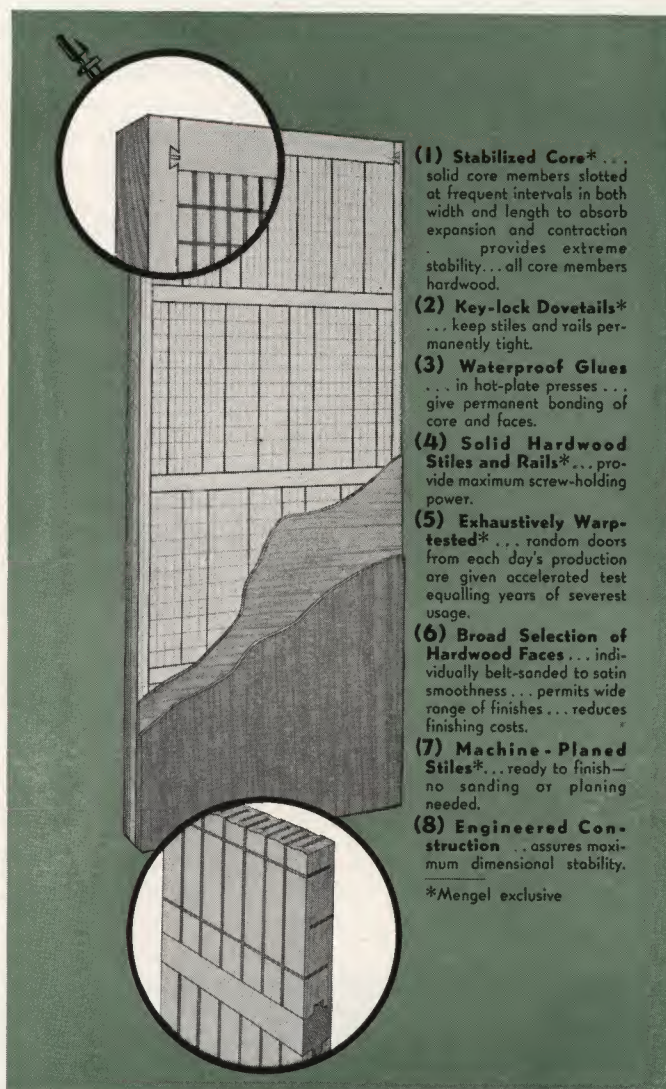 (1) Stabilized Core* ...
solid core members slotted
at frequent intervals in both
width and length to absorb
expansion and contraction
. provides extreme
stability...all core members
hardwood.
(2) Key-lock Dovetails*
... keep stiles and rails per-
manently tight.
(3) Waterproof Glues
... in hot-plate presses ...
give permanent bonding of
core and faces.
(4) Solid Hardwood
Stiles and Rails*... pro-
vide maximum screw-holding
power.
(5) Exhaustively Warp-
tested* ... random doors
from each day's production
are given accelerated test
equalling years of severest
usage.
(6) Broad Selection of
Hardwood Faces ... indi-
vidually belt-sanded to satin
smoothness ... permits wide
range of finishes ... reduces
finishing costs.
(7) Machine-Planed
Stiles*... ready to finish—
no sanding or planing
needed.
(8) Engineered Con-
struction .. assures maxi-
mum dimensional stability.
*Mengel exclusive